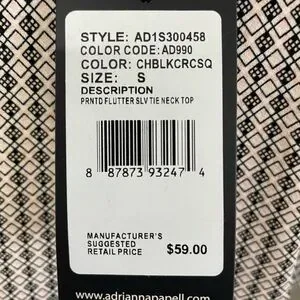 STYLE: AD1S300458
COLOR CODE: AD990
COLOR: CHBLKCRCSQ
SIZE: S
DESCRIPTION
PRNTD FLUTTER SLV TIE NECK TOP
8 87873 93247 4
MANUFACTURER'S
SUGGESTED
RETAIL PRICE $59.00
www.adriannapapell.com